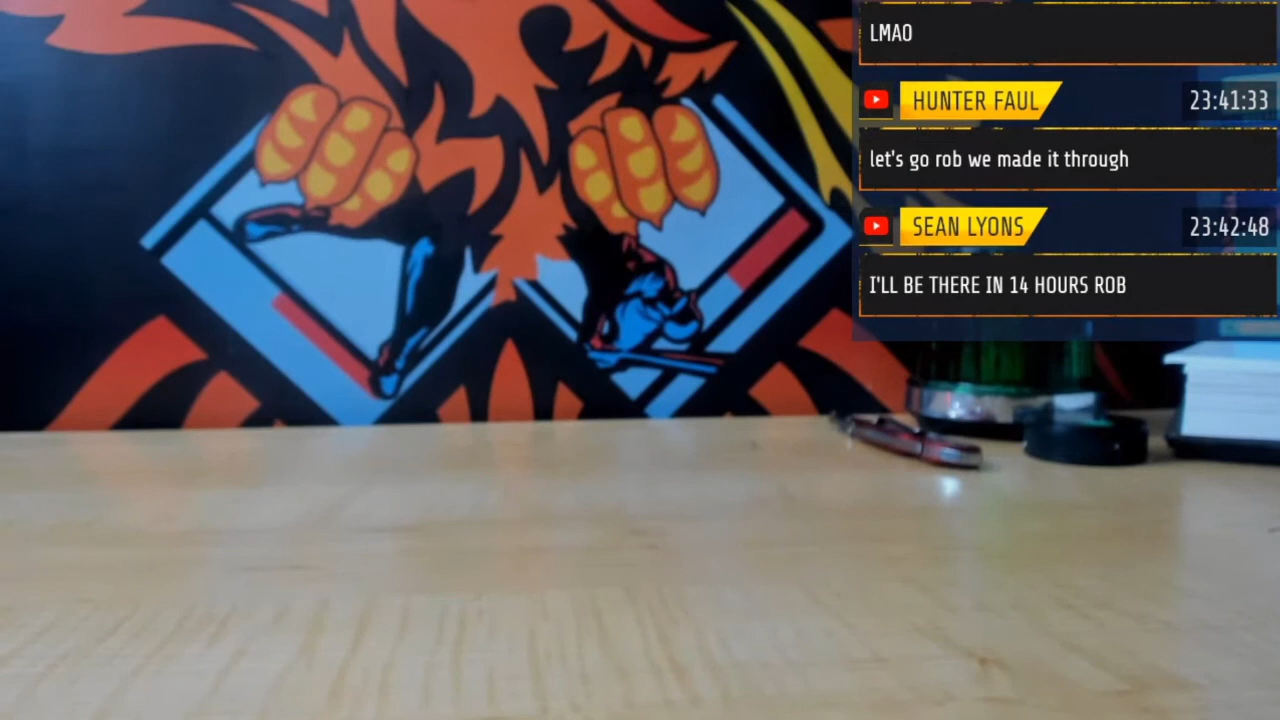 LMAO
HUNTER FAUL
23:41:33
let's go rob we made it through
SEAN LYONS
23:42:48
I'LL BE THERE IN 14 HOURS ROB